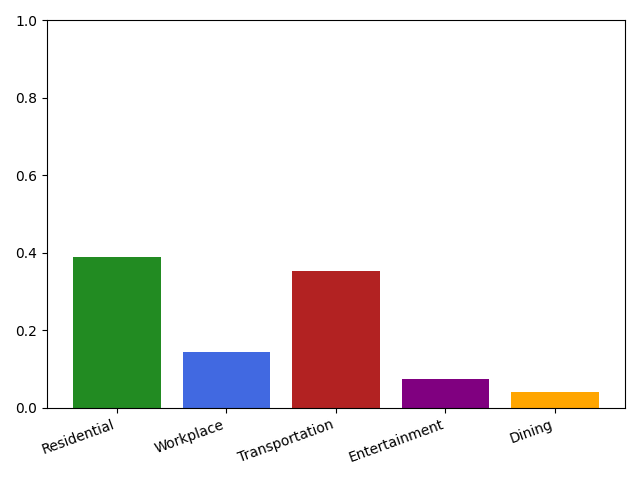 1.0
0.8
0.6
0.4
0.2
0.0
Residential
Workplace
Transportation
Entertainment
Dining